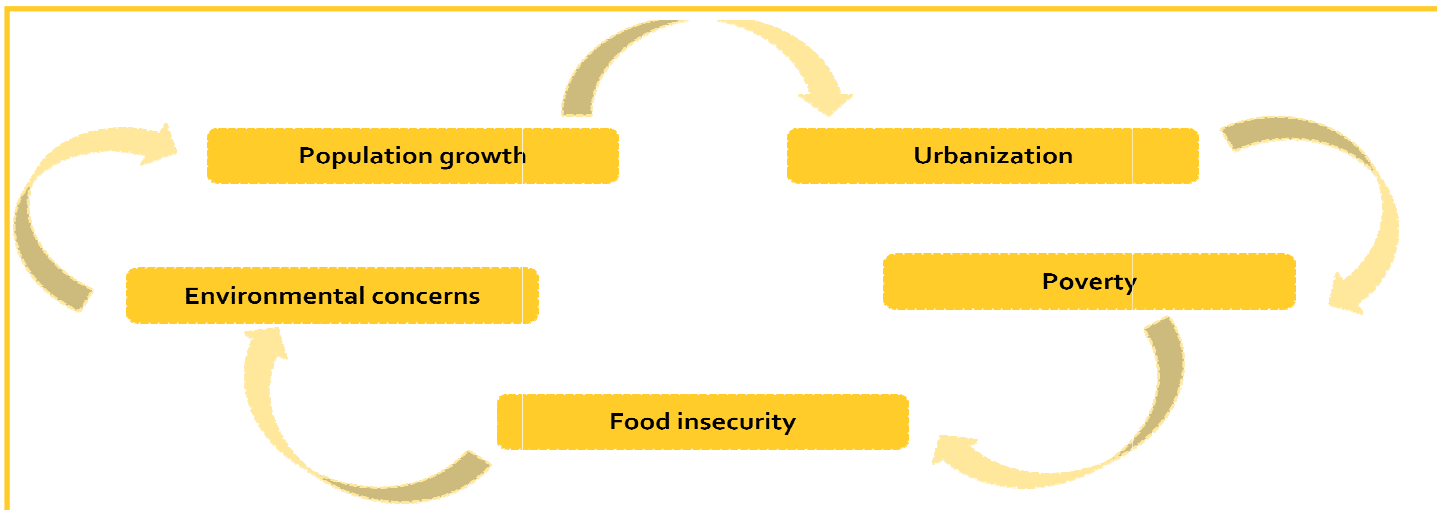 Population growth
Urbanization
Poverty
Environmental concerns
Food insecurity